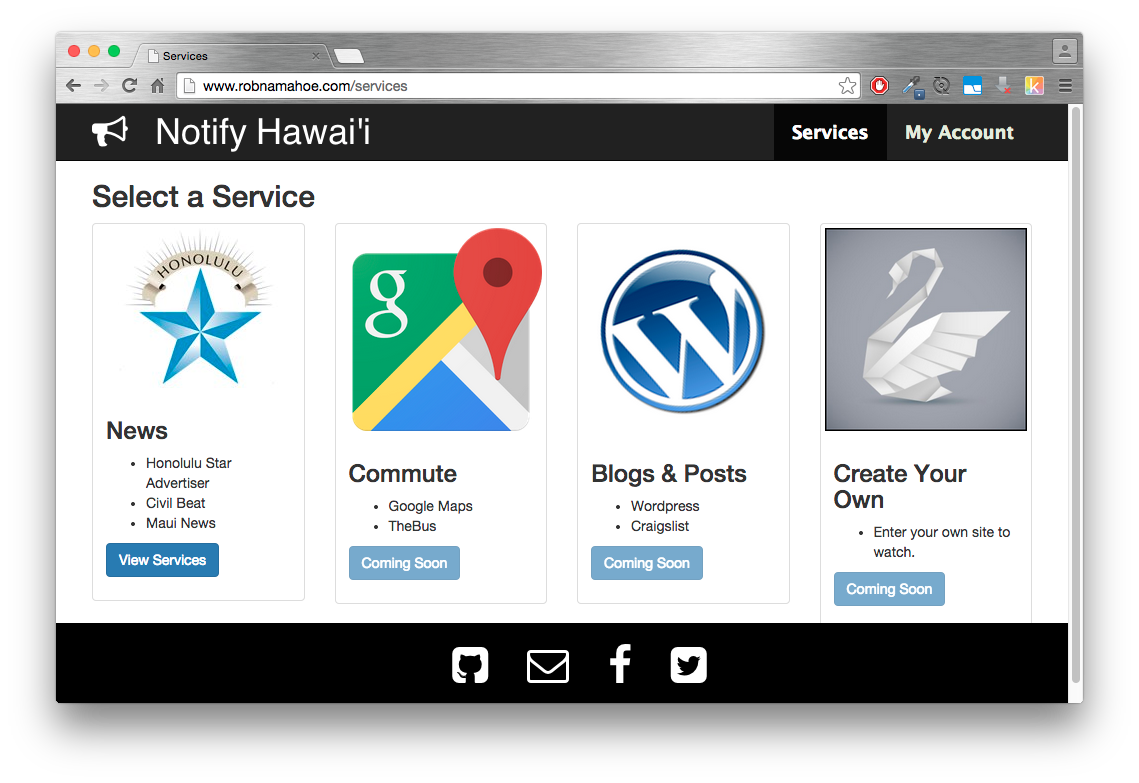 Services
www.robnamahoe.com/services
Notify Hawai'i
Services
My Account
Select a Service
HONOLULU
g
W
News
• Honolulu Star
Advertiser
• Civil Beat
• Maui News
View Services
Commute
• Google Maps
• TheBus
Coming Soon
Blogs & Posts
• Wordpress
• Craigslist
Coming Soon
Create Your
Own
• Enter your own site to
watch.
Coming Soon